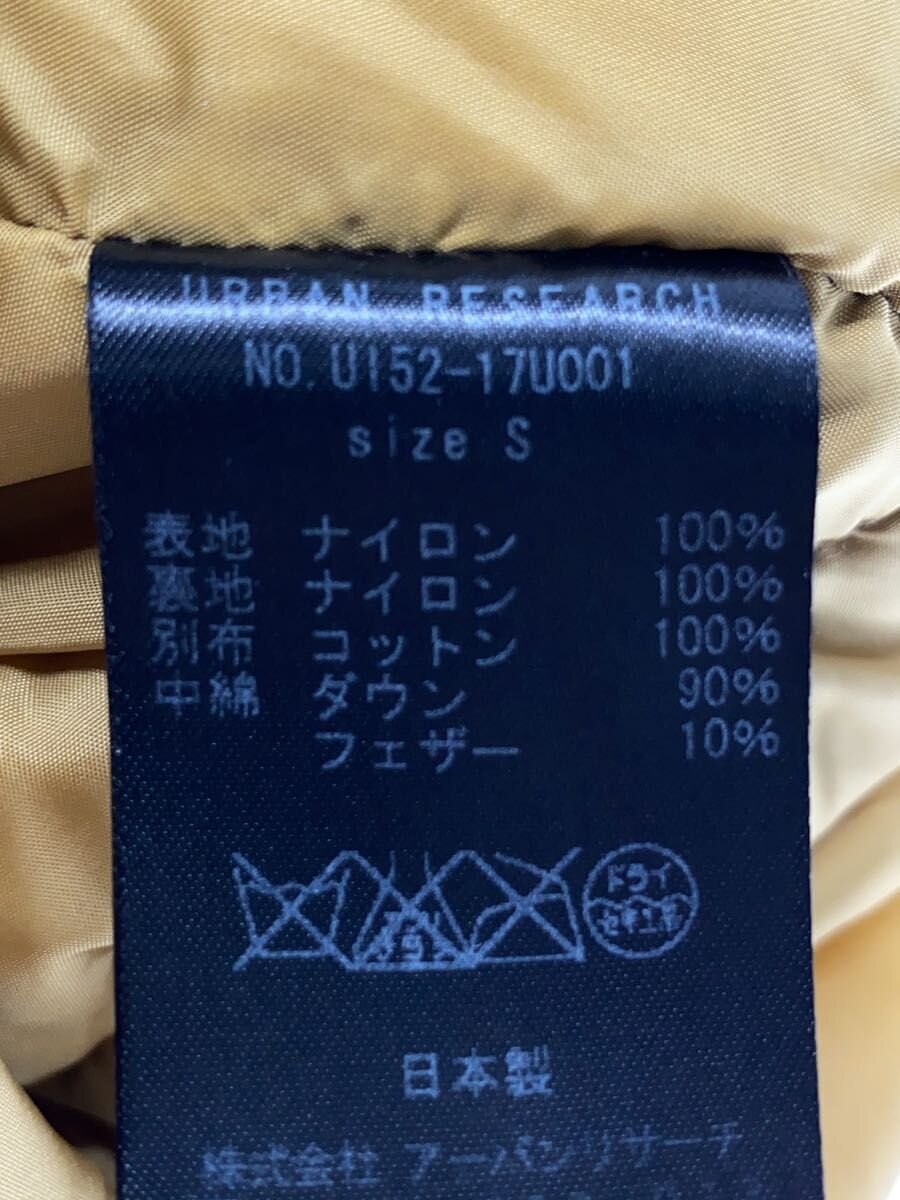 URBAN RESEARCH
NO. U152-17U001
size S
表地 ナイロン 100%
裏地 ナイロン 100%
別布 コットン 100%
中綿 ダウン 90%
フェザー 10%
ドライ
日本製
株式会社 アーバンリサーチ